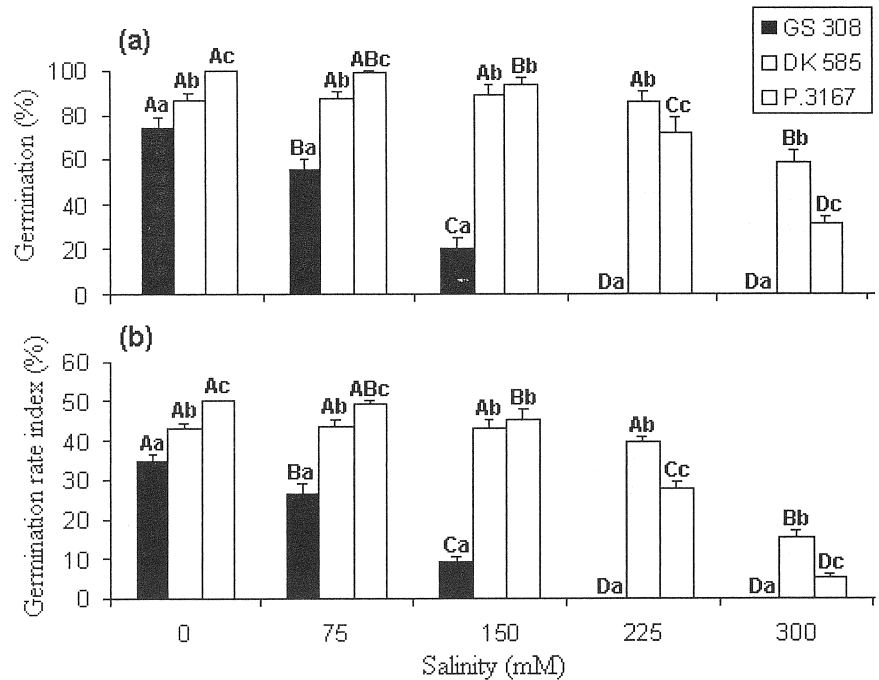 (a)
GS 308
DK 585
P.3167
Germination (%)
100
80
60
40
20
0
Aa Ab Ac
Ba Ab ABc
Ca Ab Bb
Da Ab Cc
Da Bb Dc
(b)
Germination rate index (%)
60
50
40
30
20
10
0
Aa Ab Ac
Ba Ab ABc
Ca Ab Bb
Da Ab Cc
Da Bb Dc
0 75 150 225 300
Salinity (mM)